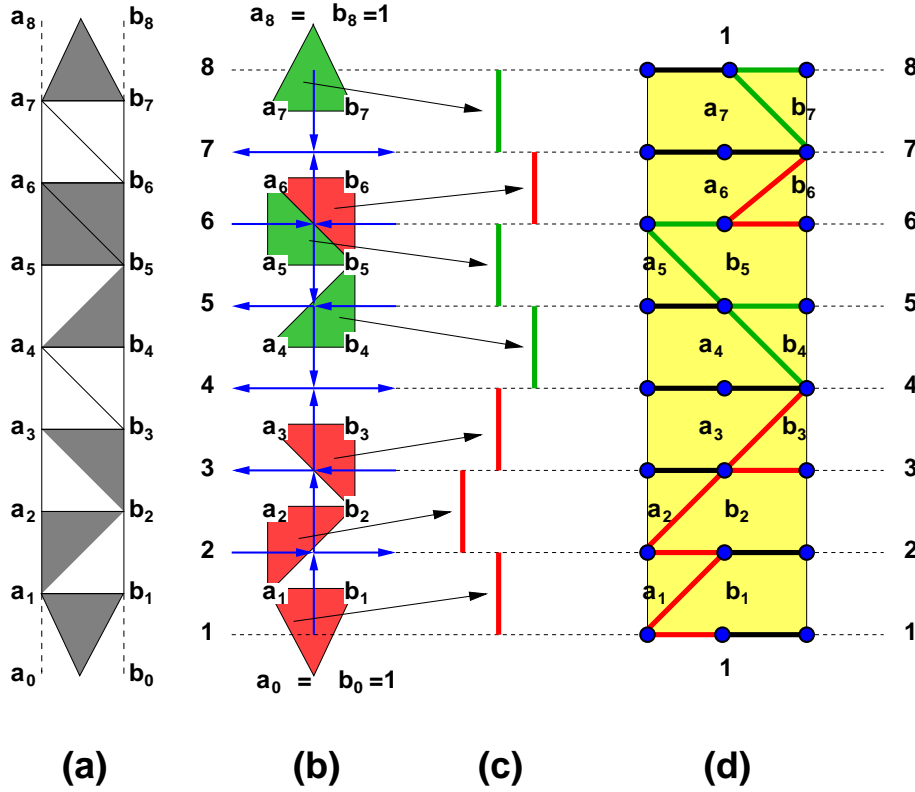 a8 b8 a8 = b8 =1 1
8 8
a7 b7 a7 b7 a7 b7
7 7
a6 b6 a6 b6 a6 b6
6 6
a5 b5 a5 b5 a5 b5
5 5
a4 b4 a4 b4 a4 b4
4 4
a3 b3 a3 b3 a3 b3
3 3
a2 b2 a2 b2 a2 b2
2 2
a1 b1 a1 b1 a1 b1
1 1
a0 b0 a0 = b0 =1 1
(a) (b) (c) (d)